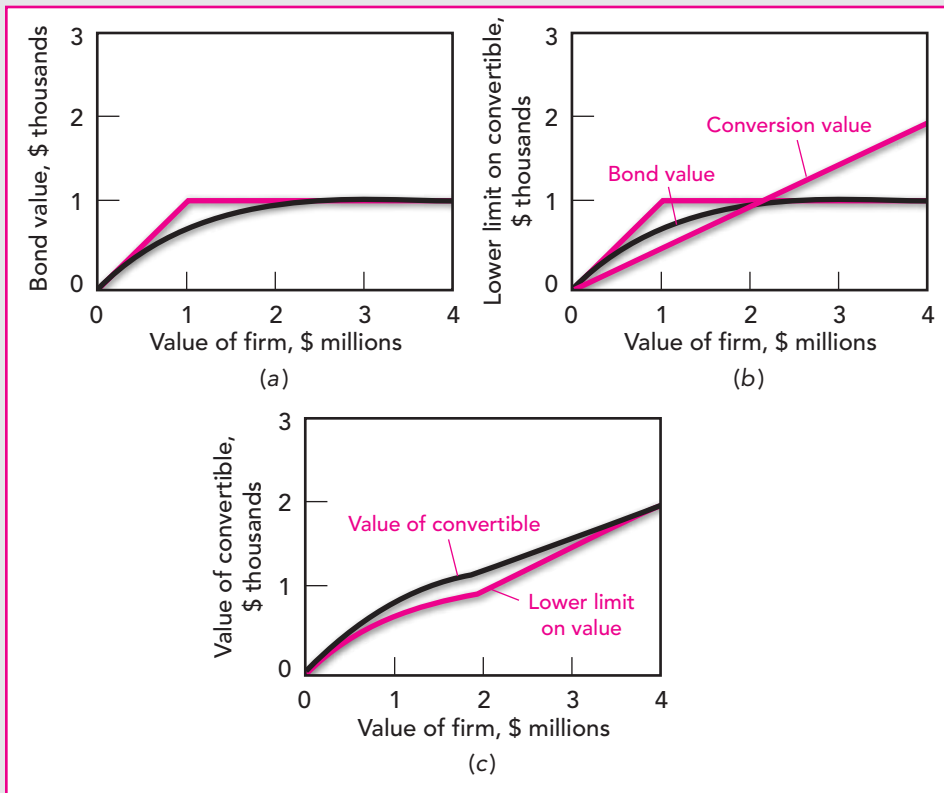 Bond value, $ thousands
3
2
1
0
0 1 2 3 4
Value of firm, $ millions
(a)
Lower limit on convertible,
$ thousands
3
2
1
0
Conversion value
Bond value
0 1 2 3 4
Value of firm, $ millions
(b)
Value of convertible,
$ thousands
3
2
1
0
Value of convertible
Lower limit
on value
0 1 2 3 4
Value of firm, $ millions
(c)